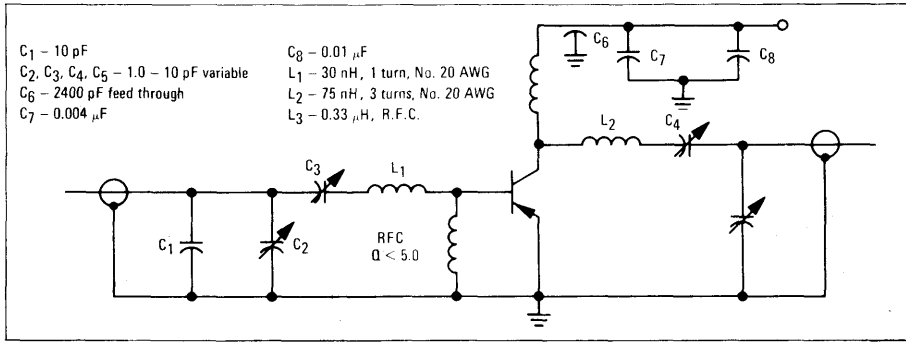 C1 – 10 pF
C2, C3, C4, C5 – 1.0 – 10 pF variable
C6 – 2400 pF feed through
C7 – 0.004 μF
C8 – 0.01 μF
L1 – 30 nH, 1 turn, No. 20 AWG
L2 – 75 nH, 3 turns, No. 20 AWG
L3 – 0.33 μH, R.F.C.
C6
C7
C8
L2
C4
C3
L1
C1
C2
RFC
Q < 5.0